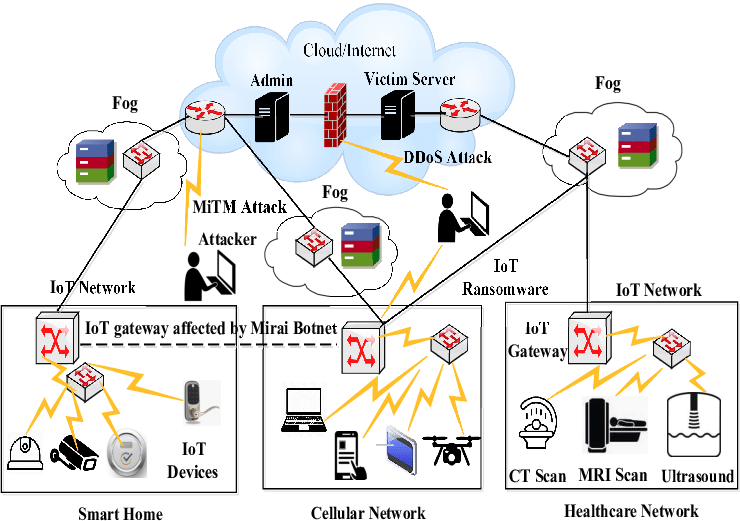 Cloud/Internet
Admin
Victim Server
Fog
Fog
DDoS Attack
MiTM Attack
Fog
Attacker
IoT
Ransomware
IoT Network
IoT Network
IoT gateway affected by Mirai Botnet
IoT
Gateway
IoT
Devices
CT Scan
MRI Scan
Ultrasound
Smart Home
Cellular Network
Healthcare Network